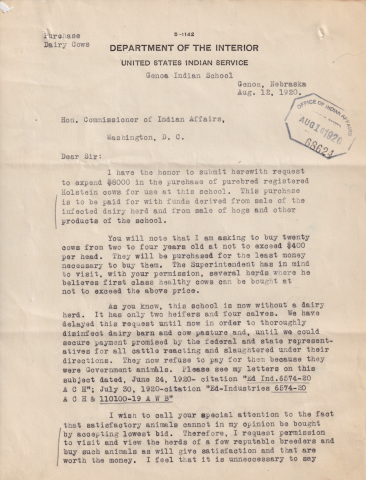 Purchase
Dairy Cows
5-1142
DEPARTMENT OF THE INTERIOR
UNITED STATES INDIAN SERVICE
Genoa Indian School
Genoa, Nebraska
Aug. 12, 1920.
OFFICE OF INDIAN AFFAIRS
AUG 1 1920
68624
Hon. Commissioner of Indian Affairs,
Washington, D. C.
Dear Sir:
I have the honor to submit herewith request
to expend $8000 in the purchase of purebred registered
Holstein cows for use at this school. This purchase
is to be paid for with funds derived from sale of the
infected dairy herd and from sale of hogs and other
products of the school.
You will note that I am asking to buy twenty
cows from two to four years old at not to exceed $400
per head. They will be purchased for the least money
necessary to buy them. The Superintendent has in mind
to visit, with your permission, several herds where he
believes first class healthy cows can be bought at
not to exceed the above price.
As you know, this school is now without a dairy
herd. It has only two heifers and four calves. We have
delayed this request until now in order to thoroughly
disinfect dairy barn and cow pasture and, until we could
secure payment promised by the federal and state represent-
atives for all cattle reacting and slaughtered under their
directions. They now refuse to pay for them because they
were Government animals. Please see my letters on this
subject dated, June 24, 1920- citation "Ed Ind.6574-20
A C H"; July 30, 1920-citation "Ed-Industries 6574-20
A C H & 110100-19 A W E"
I wish to call your special attention to the fact
that satisfactory animals cannot in my opinion be bought
by accepting lowest bid. Therefore, I request permission
to visit and view the herds of a few reputable breeders and
buy such animals as will give satisfaction and that are
worth the money. I feel that it is unnecessary to say